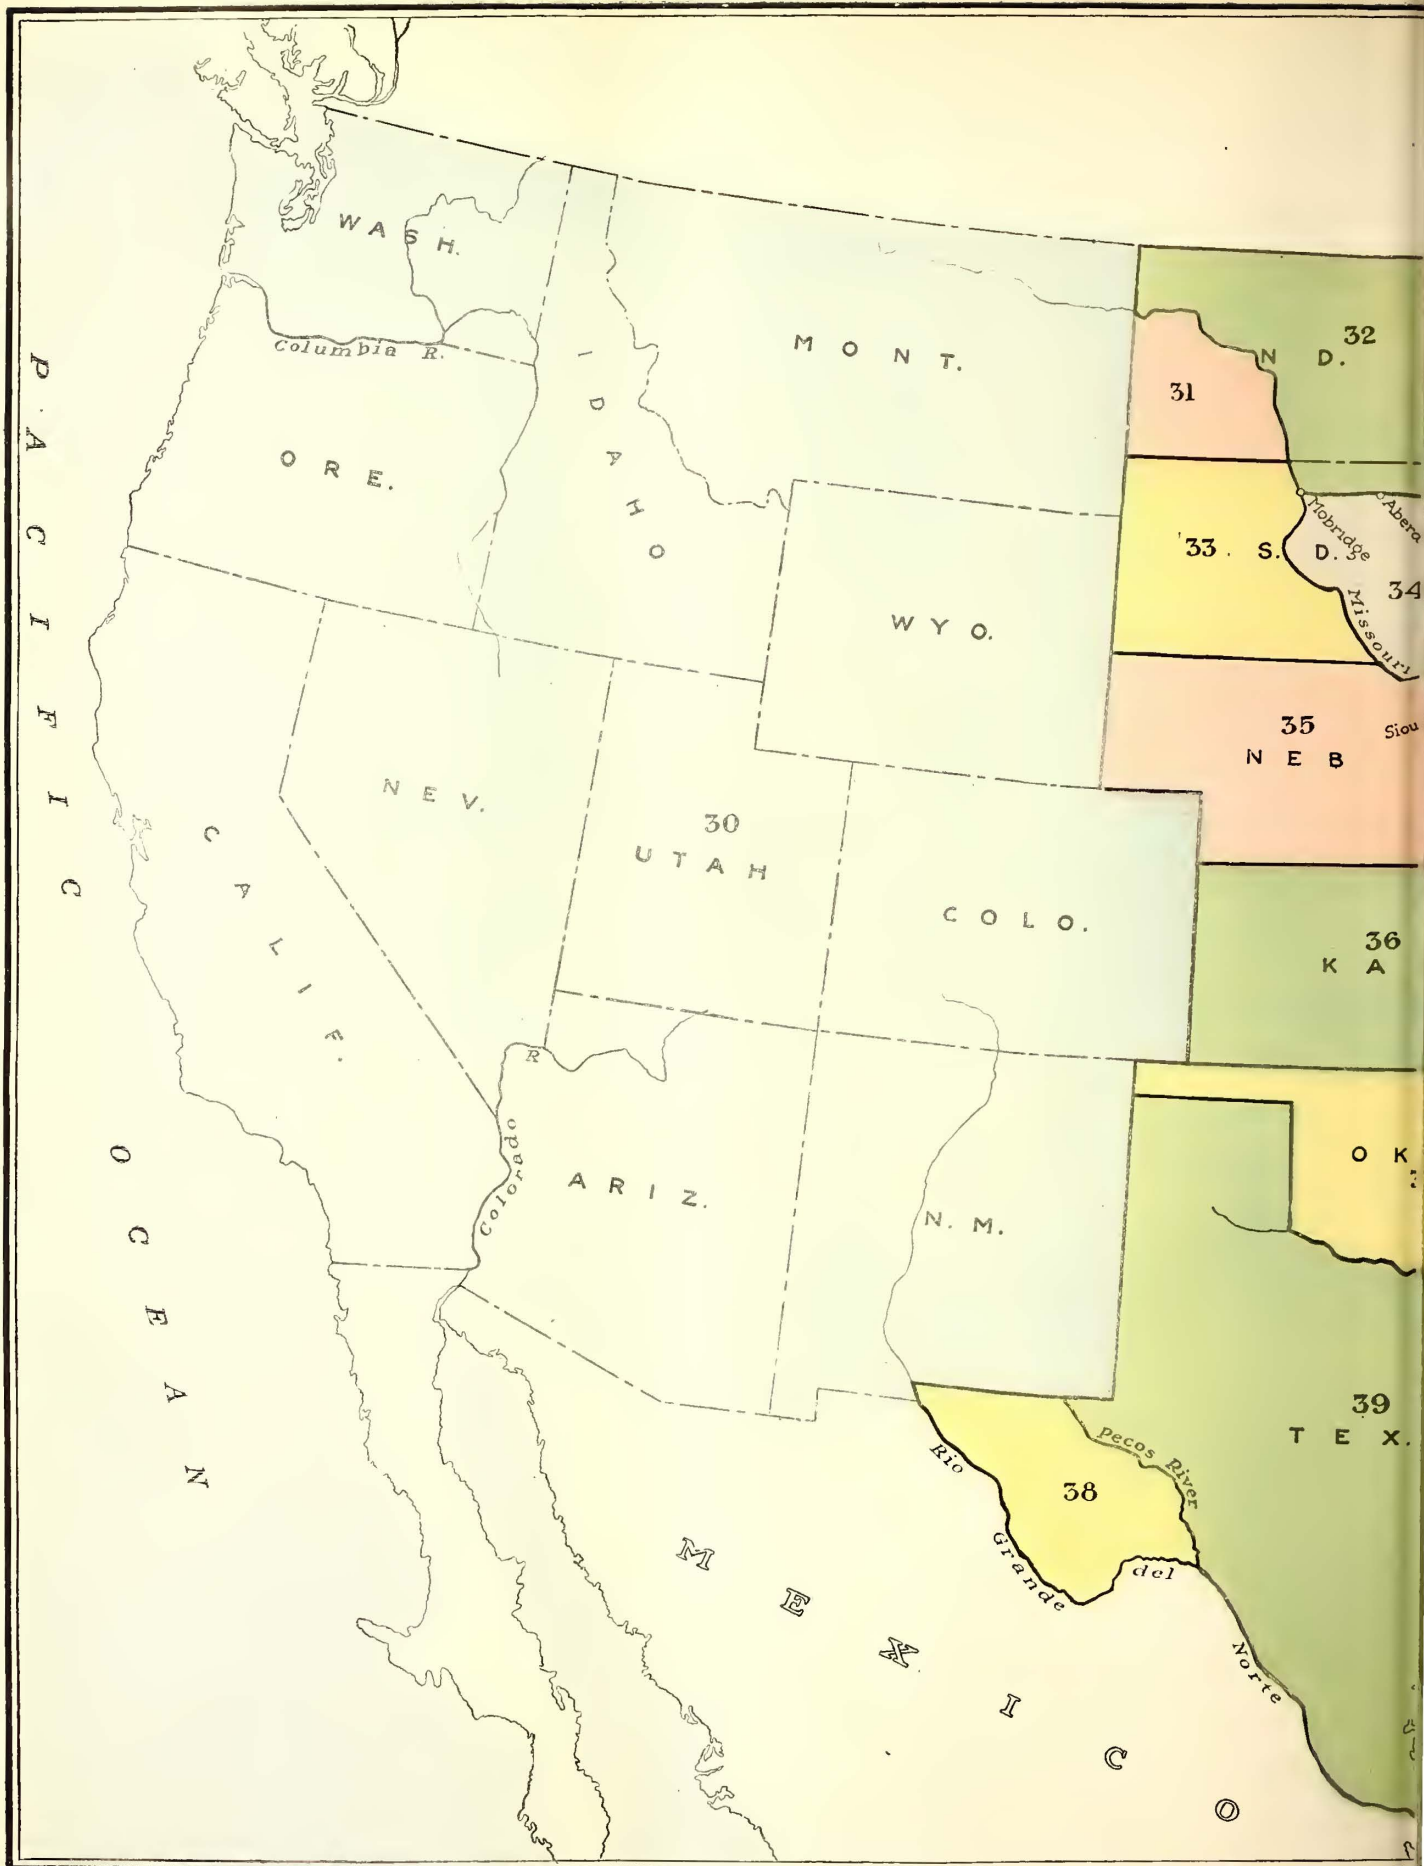 WASH.
Columbia R.
ORE.
IDAHO
MONT.
WYO.
NEV.
30
UTAH
COLO.
CALIF.
R
Colorado
ARIZ.
N. M.
PACIFIC
OCEAN
32
N D.
31
33 S. D.
Mobridge
Abera
34
Missouri
35
NEB
Siou
36
KA
OK
39
TEX.
Pecos River
38
Rio Grande del Norte
MEXICO